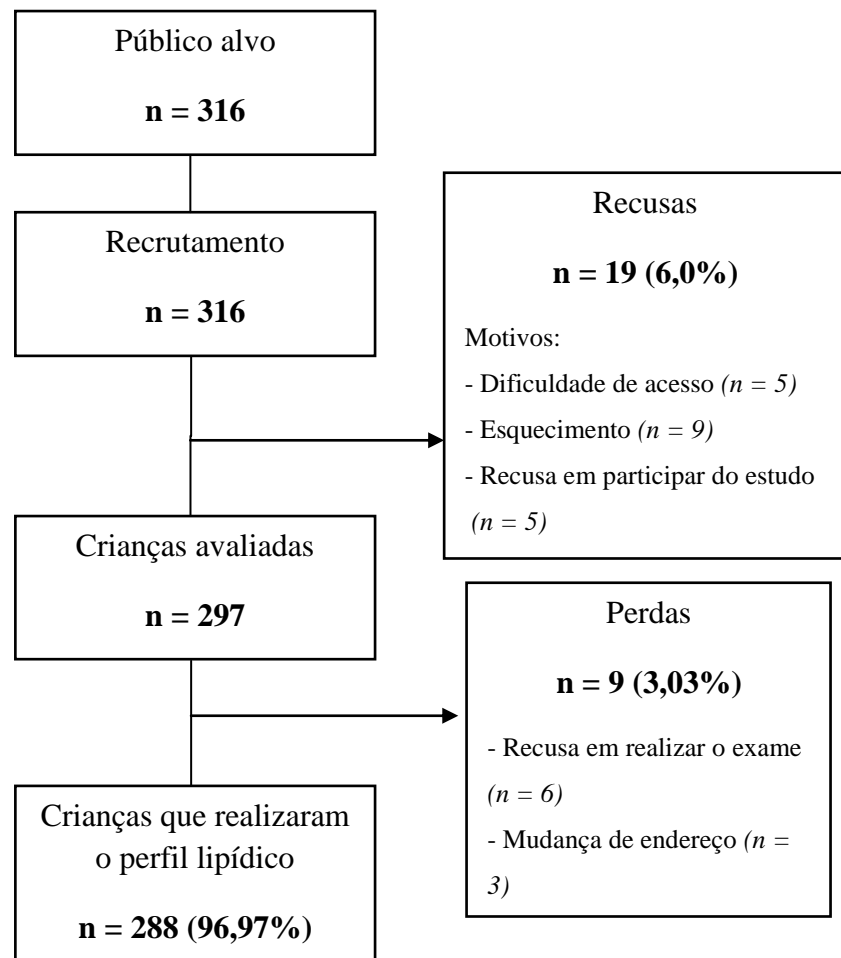 Público alvo
n = 316
Recrutamento
n = 316
Recusas
n = 19 (6,0%)
Motivos:
- Dificuldade de acesso (n = 5)
- Esquecimento (n = 9)
- Recusa em participar do estudo
(n = 5)
Crianças avaliadas
n = 297
Perdas
n = 9 (3,03%)
- Recusa em realizar o exame
(n = 6)
- Mudança de endereço (n =
3)
Crianças que realizaram
o perfil lipídico
n = 288 (96,97%)